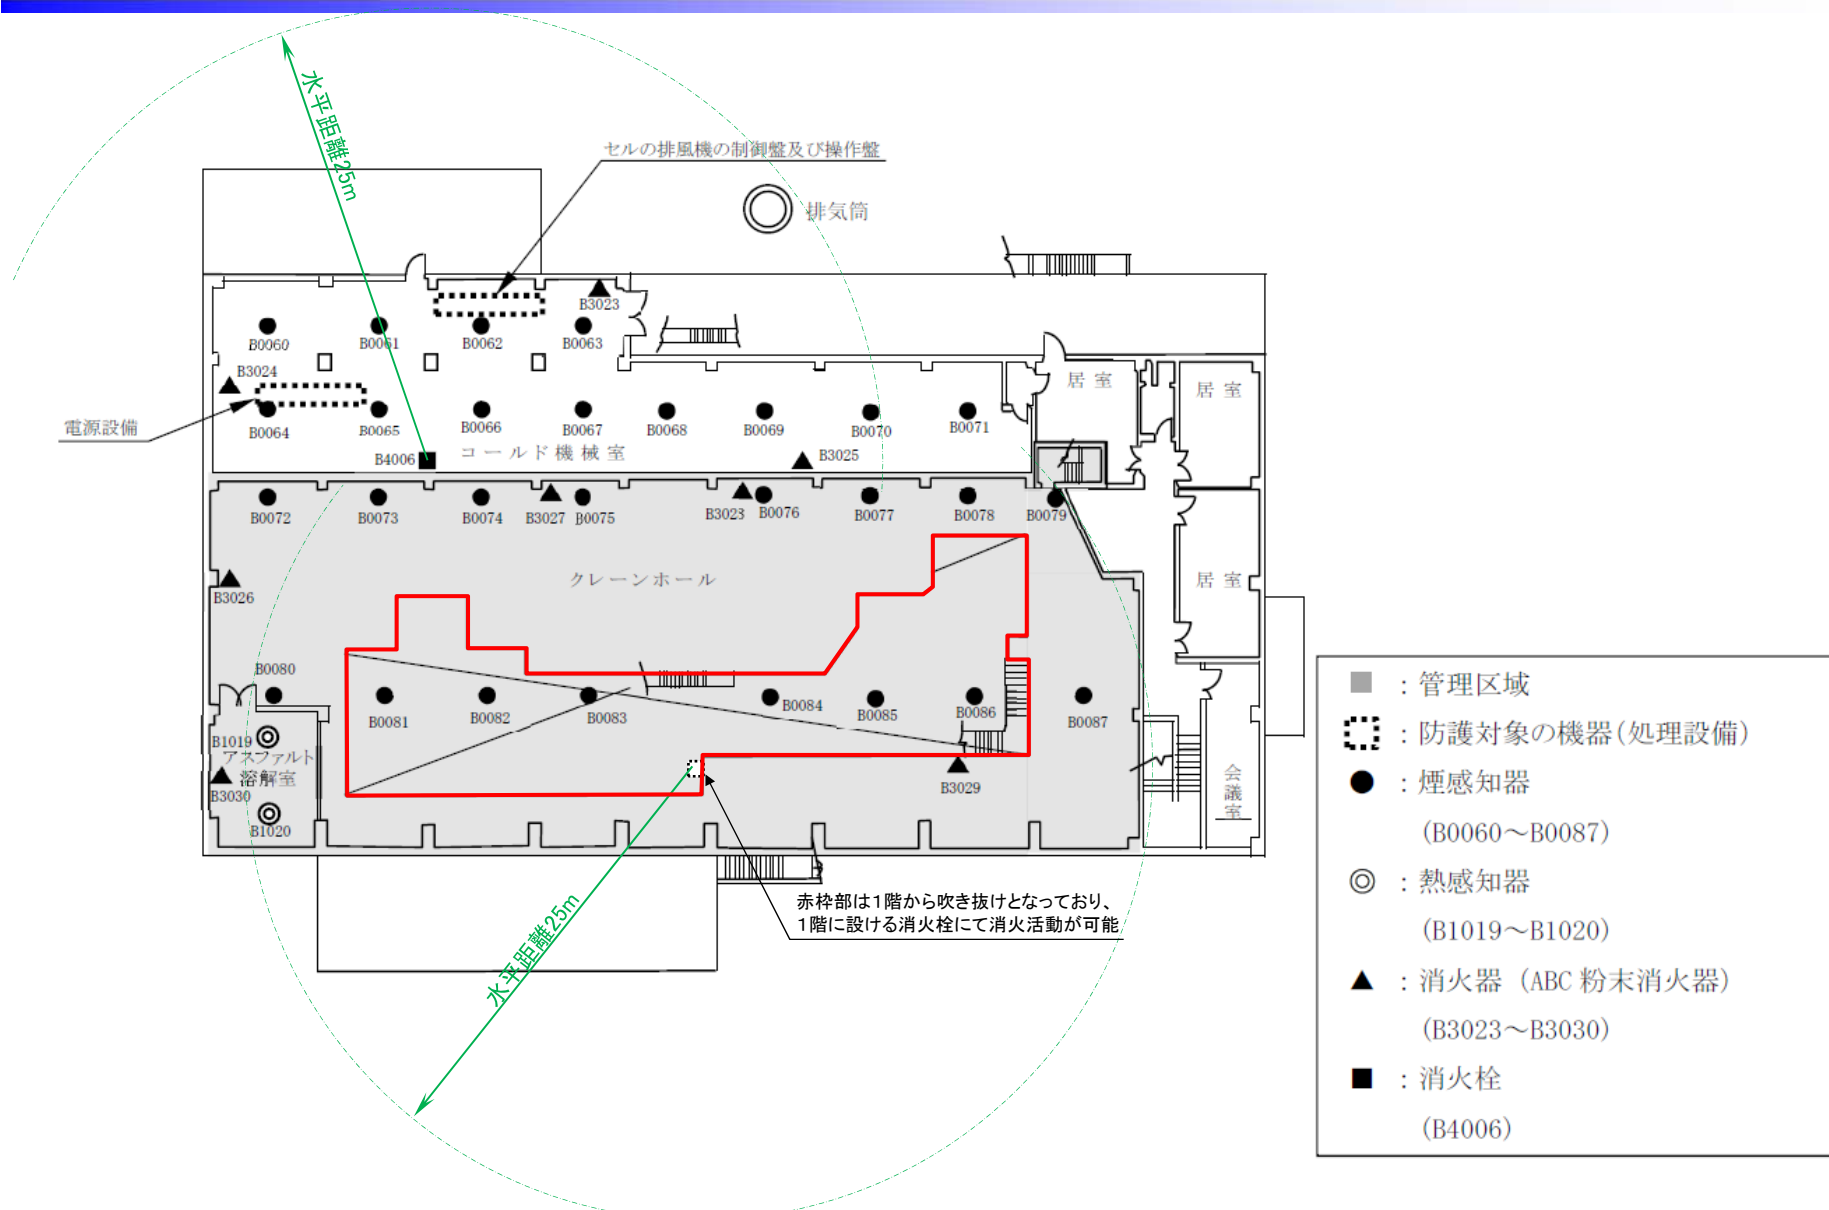 水平距離25m
セルの排風機の制御盤及び操作盤
排気筒
B3023
B0060
B0061
B0062
B0063
B3024
電源設備
B0064
B0065
B0066
B0067
B0068
B0069
B0070
B0071
居室
居室
B4006
コールド機械室
B3025
B0072
B0073
B0074
B3027
B0075
B3028
B0076
B0077
B0078
B0079
クレーンホール
居室
B3026
B0080
B0081
B0082
B0083
B0084
B0085
B0086
B0087
B1019
アスファルト
溶解室
B3030
B1020
B3029
会議室
赤枠部は1階から吹き抜けとなっており、
1階に設ける消火栓にて消火活動が可能
水平距離25m
：管理区域
：防護対象の機器(処理設備)
：煙感知器
(B0060～B0087)
：熱感知器
(B1019～B1020)
：消火器（ABC粉末消火器）
(B3023～B3030)
：消火栓
(B4006)